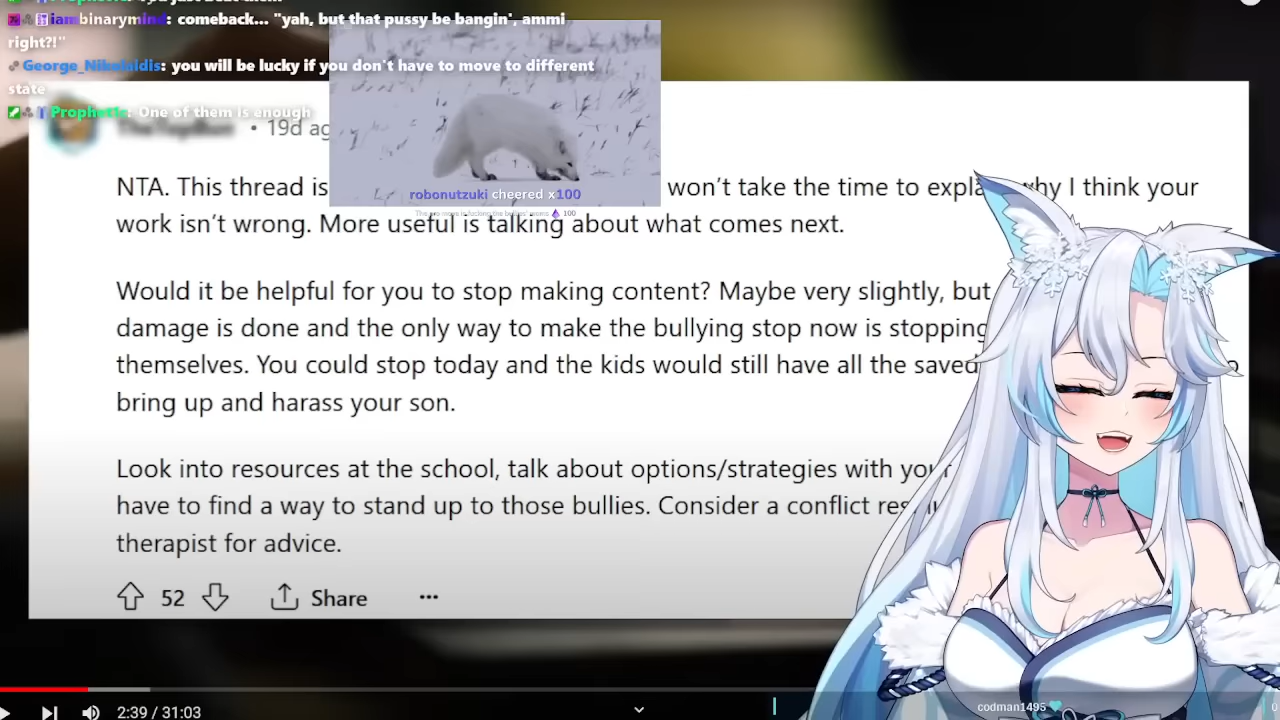 iambinarymind: comeback... "yah, but that pussy be bangin', ammi
right?!"
George_Nikolaidis: you will be lucky if you don't have to move to different
state
Prophet1c: One of them is enough
• 19d ag
robonutzuki cheered x100
100
NTA. This thread is won't take the time to expla why I think your
work isn't wrong. More useful is talking about what comes next.
Would it be helpful for you to stop making content? Maybe very slightly, but
damage is done and the only way to make the bullying stop now is stopping
themselves. You could stop today and the kids would still have all the saved
bring up and harass your son.
Look into resources at the school, talk about options/strategies with your
have to find a way to stand up to those bullies. Consider a conflict
therapist for advice.
52 Share
2:39 / 31:03
codman1495